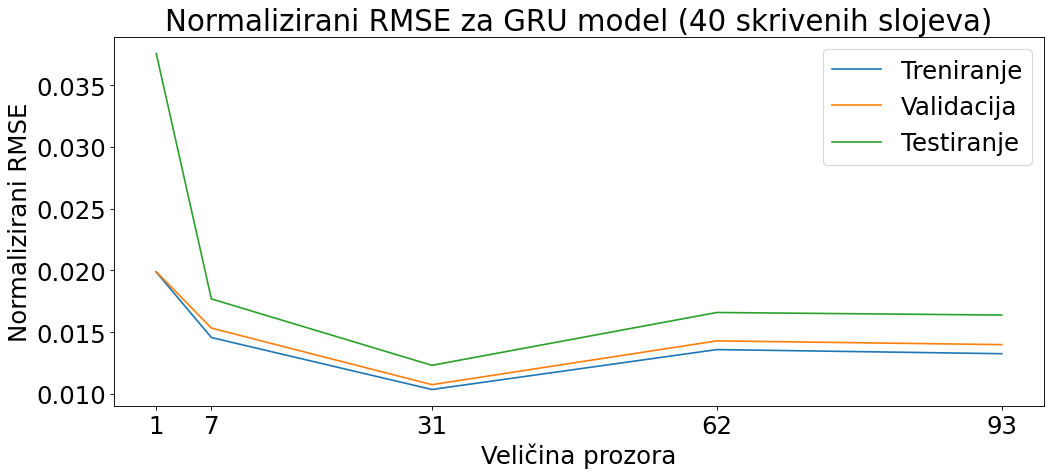 Normalizirani RMSE za GRU model (40 skrivenih slojeva)
Normalizirani RMSE
0.035
0.030
0.025
0.020
0.015
0.010
Treniranje
Validacija
Testiranje
1 7 31 62 93
Veličina prozora